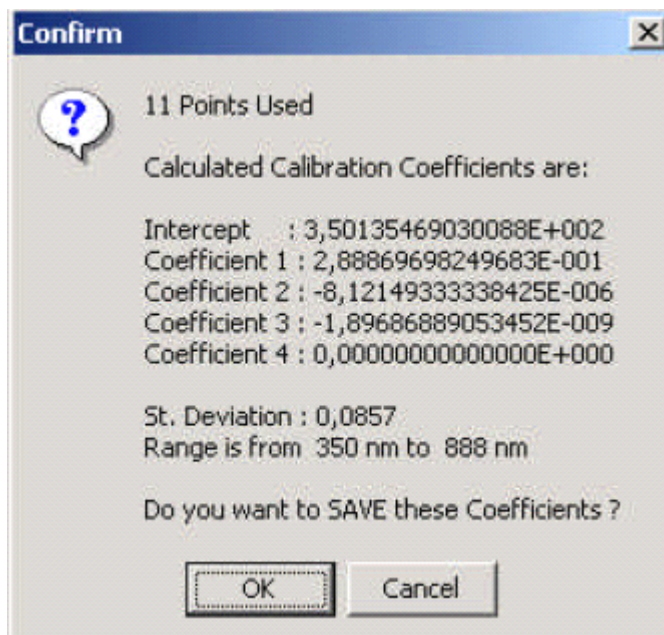 Confirm
11 Points Used
Calculated Calibration Coefficients are:
Intercept : 3,50135469030088E+002
Coefficient 1 : 2,88869698249683E-001
Coefficient 2 : -8,12149333338425E-006
Coefficient 3 : -1,89686889053452E-009
Coefficient 4 : 0,00000000000000E+000
St. Deviation : 0,0857
Range is from 350 nm to 888 nm
Do you want to SAVE these Coefficients ?
OK
Cancel